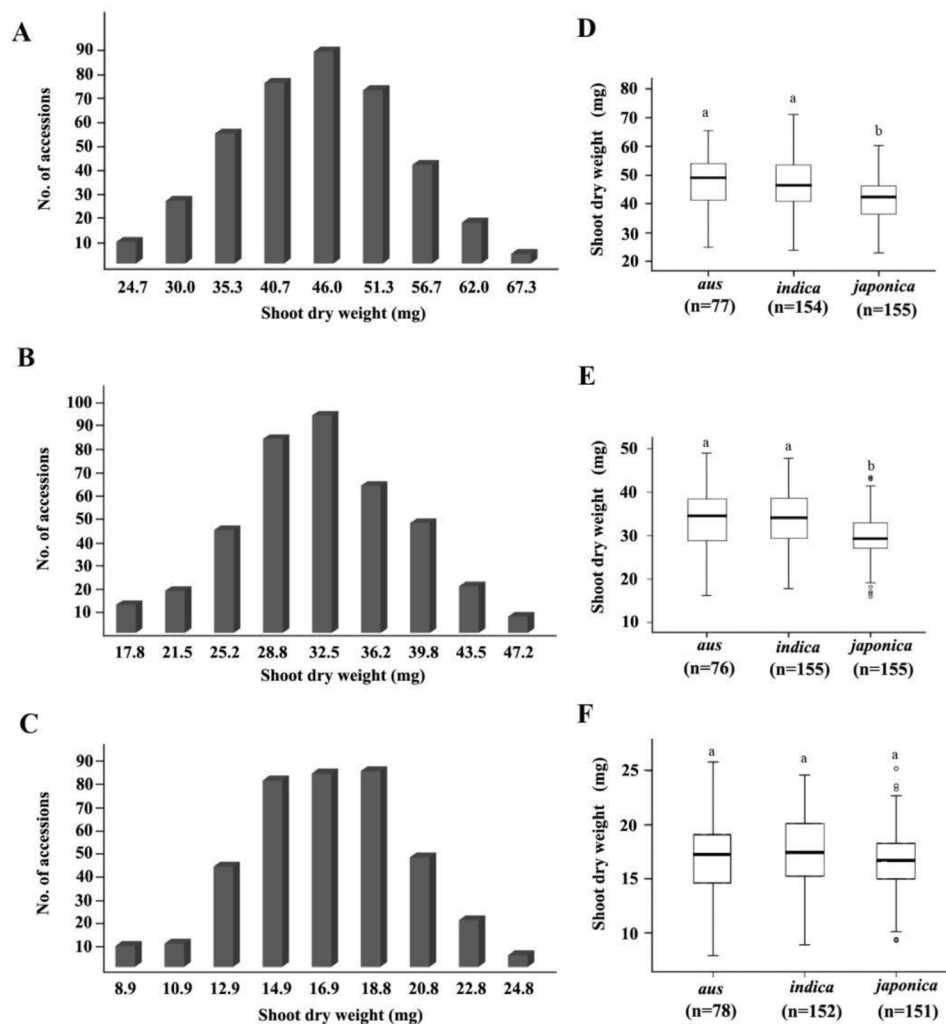 A
No. of accessions
90
80
70
60
50
40
30
20
10
24.7 30.0 35.3 40.7 46.0 51.3 56.7 62.0 67.3
Shoot dry weight (mg)
B
No. of accessions
100
90
80
70
60
50
40
30
20
10
17.8 21.5 25.2 28.8 32.5 36.2 39.8 43.5 47.2
Shoot dry weight (mg)
C
No. of accessions
90
80
70
60
50
40
30
20
10
8.9 10.9 12.9 14.9 16.9 18.8 20.8 22.8 24.8
Shoot dry weight (mg)
D
Shoot dry weight (mg)
80
70
60
50
40
30
20
a a b
aus indica japonica
(n=77) (n=154) (n=155)
E
Shoot dry weight (mg)
50
40
30
20
10
a a b
aus indica japonica
(n=76) (n=155) (n=155)
F
Shoot dry weight (mg)
25
20
15
10
a a a
aus indica japonica
(n=78) (n=152) (n=151)